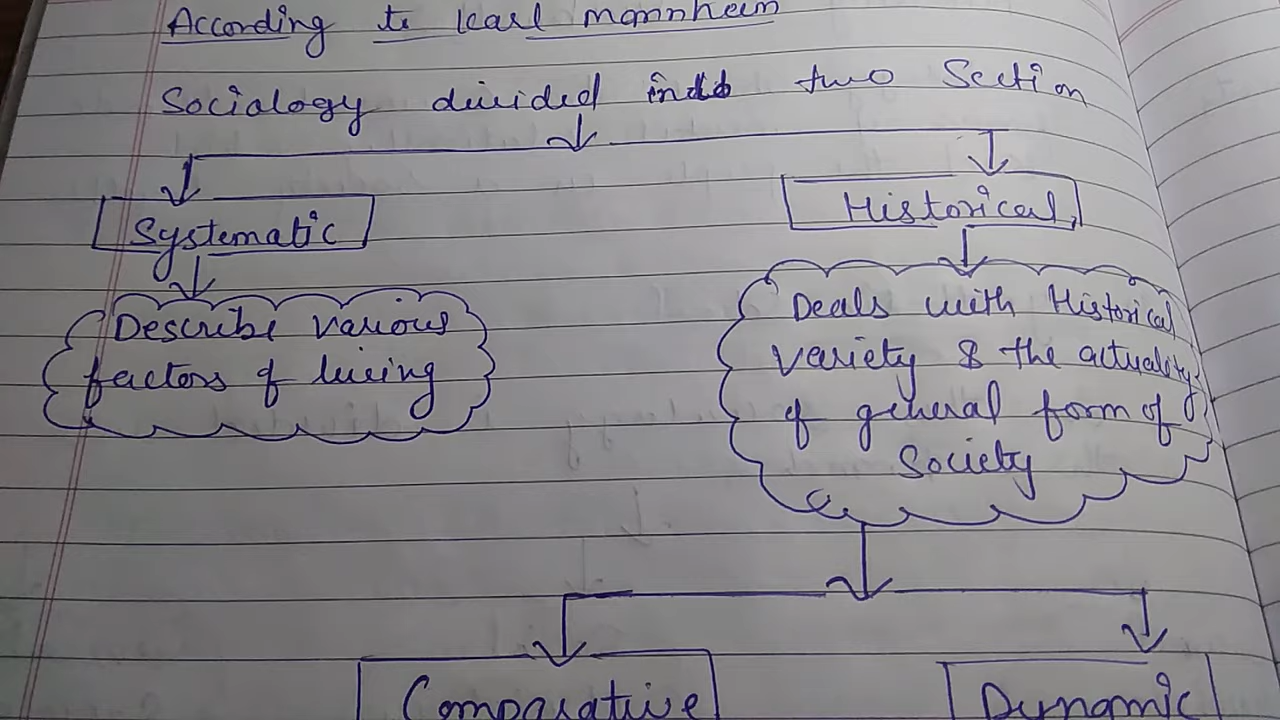 According to Karl mannheim
Sociology divided into two Section
Systematic
Historical
Describe various
factors of living
Deals with Historical
variety & the actuality
of general form of
Society
Comparative
Dynamic